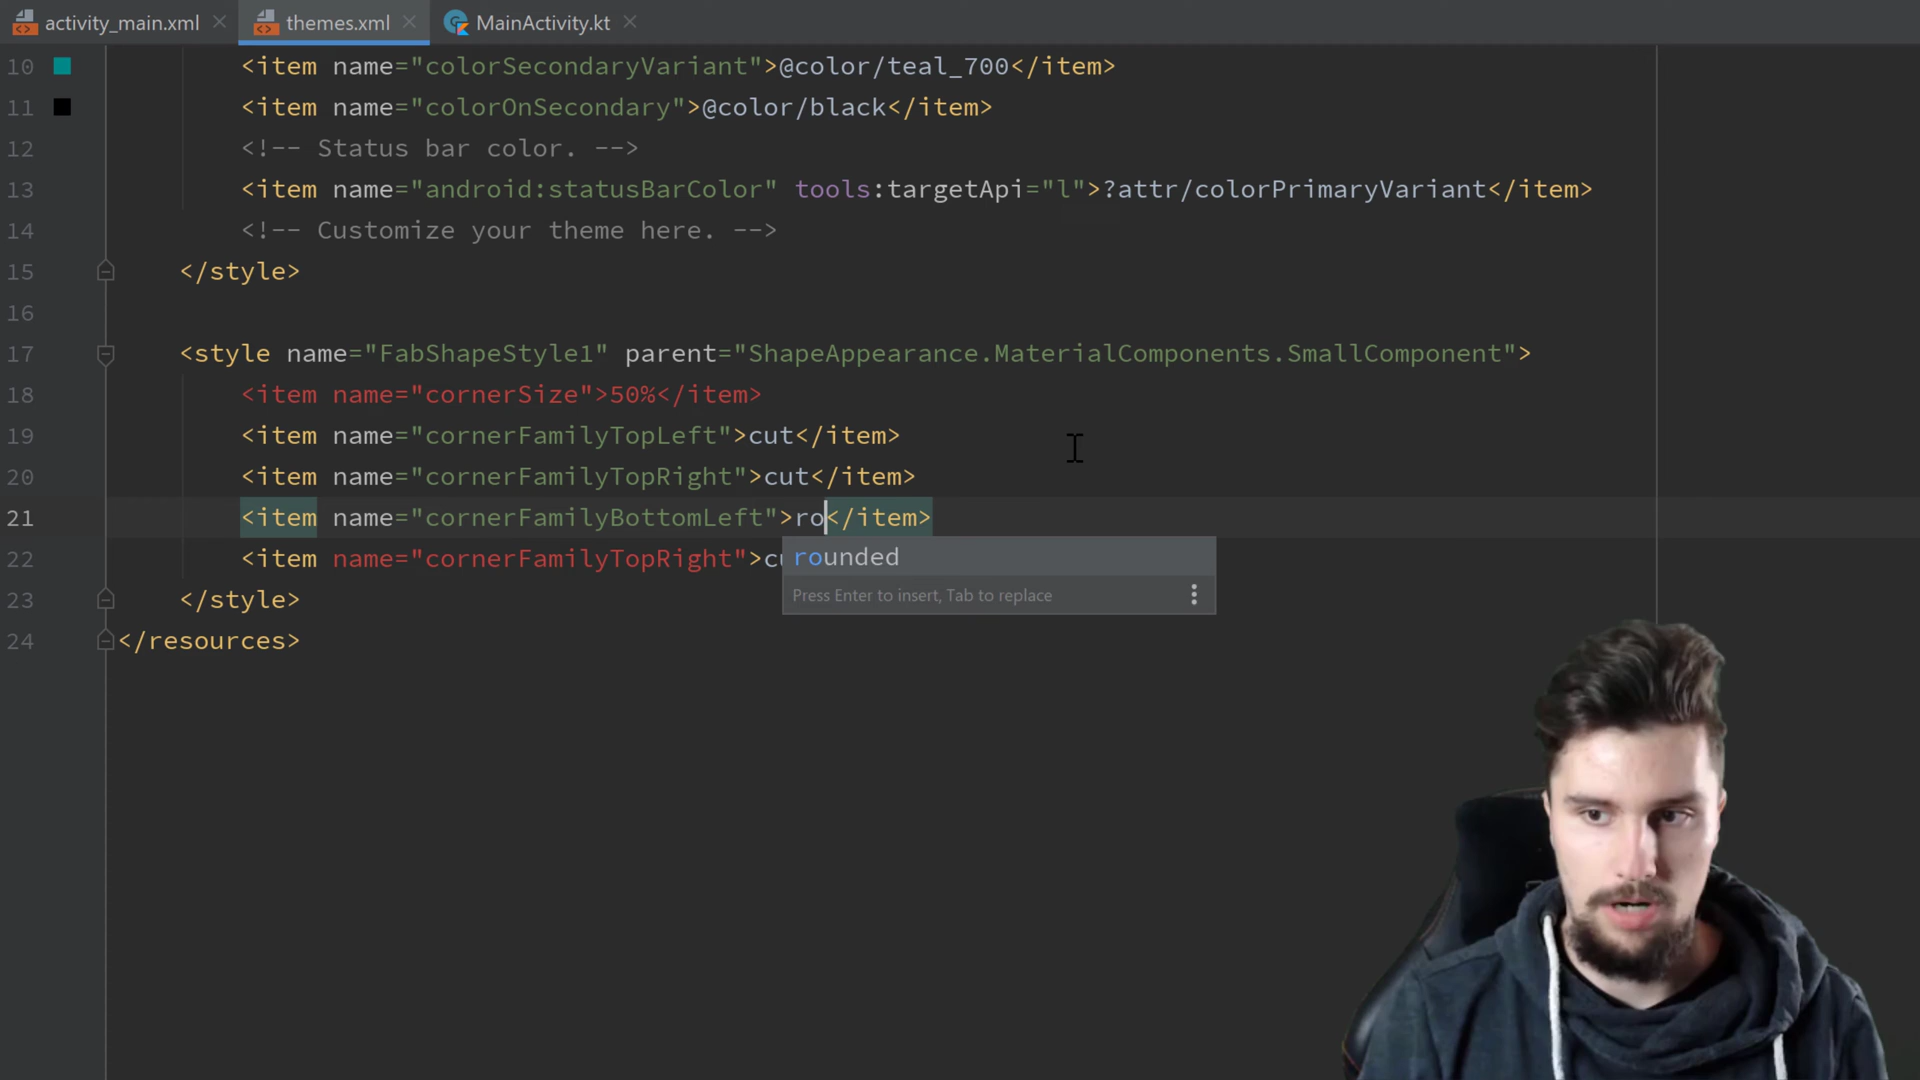 activity_main.xml themes.xml MainActivity.kt
10 <item name="colorSecondaryVariant">@color/teal_700</item>
11 <item name="colorOnSecondary">@color/black</item>
12 <!-- Status bar color. -->
13 <item name="android:statusBarColor" tools:targetApi="l">?attr/colorPrimaryVariant</item>
14 <!-- Customize your theme here. -->
15 </style>
16
17 <style name="FabShapeStyle1" parent="ShapeAppearance.MaterialComponents.SmallComponent">
18 <item name="cornerSize">50%</item>
19 <item name="cornerFamilyTopLeft">cut</item>
20 <item name="cornerFamilyTopRight">cut</item>
21 <item name="cornerFamilyBottomLeft">ro</item>
22 <item name="cornerFamilyTopRight">
rounded
Press Enter to insert, Tab to replace
23 </style>
24 </resources>